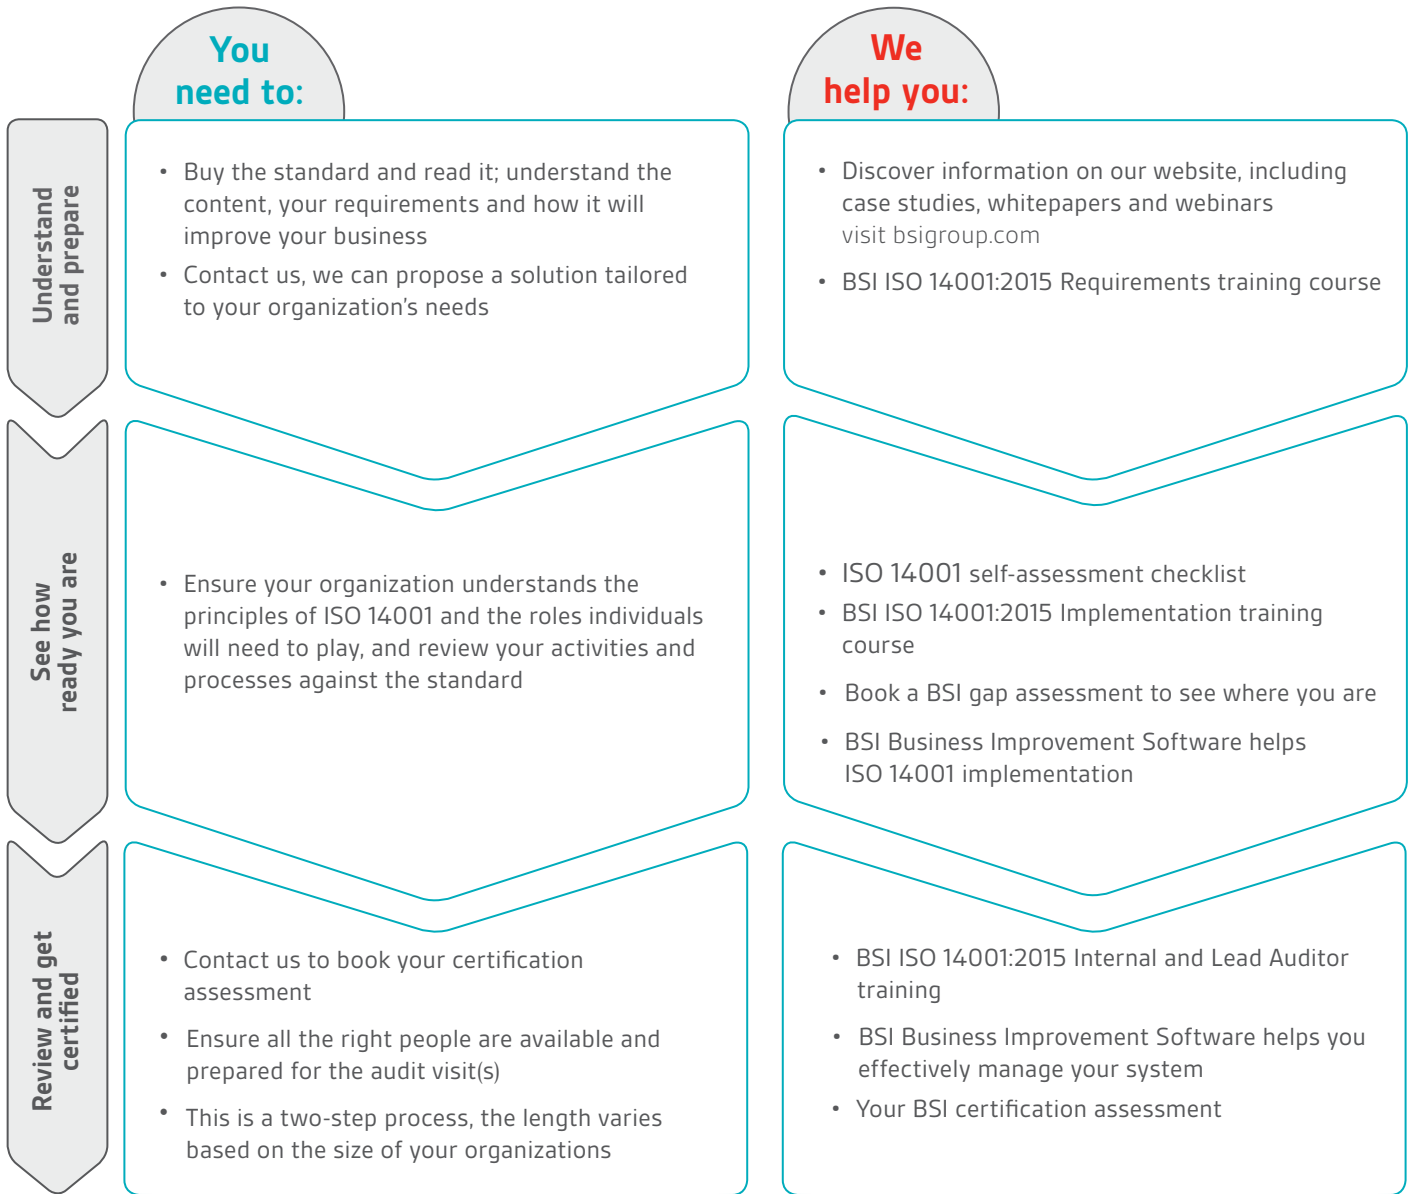 You
need to:
We
help you:
Understand
and prepare
• Buy the standard and read it; understand the
content, your requirements and how it will
improve your business
• Contact us, we can propose a solution tailored
to your organization's needs
• Discover information on our website, including
case studies, whitepapers and webinars
visit bsigroup.com
• BSI ISO 14001:2015 Requirements training course
See how
ready you are
• Ensure your organization understands the
principles of ISO 14001 and the roles individuals
will need to play, and review your activities and
processes against the standard
• ISO 14001 self-assessment checklist
• BSI ISO 14001:2015 Implementation training
course
• Book a BSI gap assessment to see where you are
• BSI Business Improvement Software helps
ISO 14001 implementation
Review and get
certified
• Contact us to book your certification
assessment
• Ensure all the right people are available and
prepared for the audit visit(s)
• This is a two-step process, the length varies
based on the size of your organizations
• BSI ISO 14001:2015 Internal and Lead Auditor
training
• BSI Business Improvement Software helps you
effectively manage your system
• Your BSI certification assessment